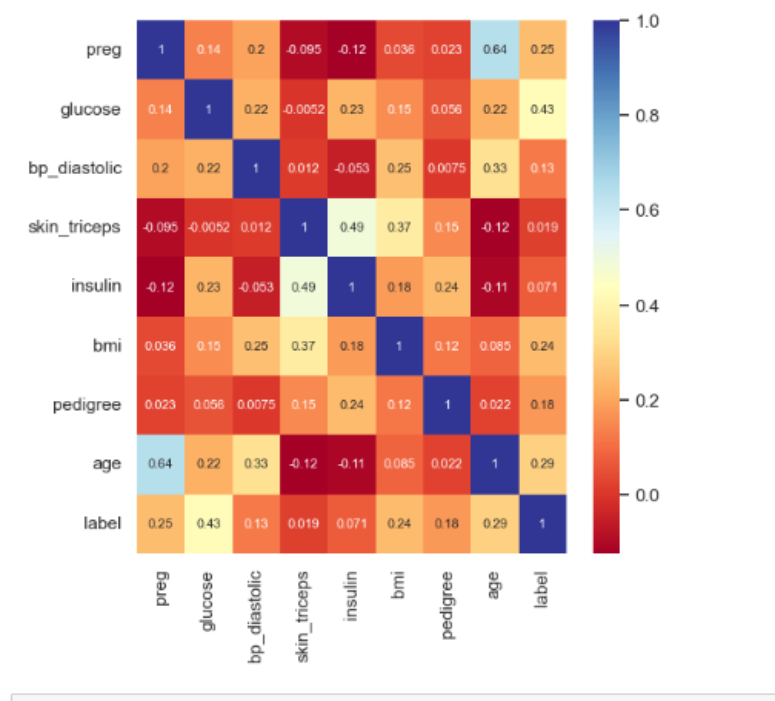 1.0
preg 1 0.14 0.2 -0.095 -0.12 0.036 0.023 0.64 0.25
0.8
glucose 0.14 1 0.22 -0.0052 0.23 0.15 0.056 0.22 0.43
bp_diastolic 0.2 0.22 1 0.012 -0.053 0.25 0.0075 0.33 0.13
0.6
skin_triceps -0.095 -0.0052 0.012 1 0.49 0.37 0.15 -0.12 0.019
insulin -0.12 0.23 -0.053 0.49 1 0.18 0.24 -0.11 0.071
0.4
bmi 0.036 0.15 0.25 0.37 0.18 1 0.12 0.085 0.24
0.2
pedigree 0.023 0.056 0.0075 0.15 0.24 0.12 1 0.022 0.18
age 0.64 0.22 0.33 -0.12 -0.11 0.085 0.022 1 0.29
0.0
label 0.25 0.43 0.13 0.019 0.071 0.24 0.18 0.29 1
preg glucose bp_diastolic skin_triceps insulin bmi pedigree age label